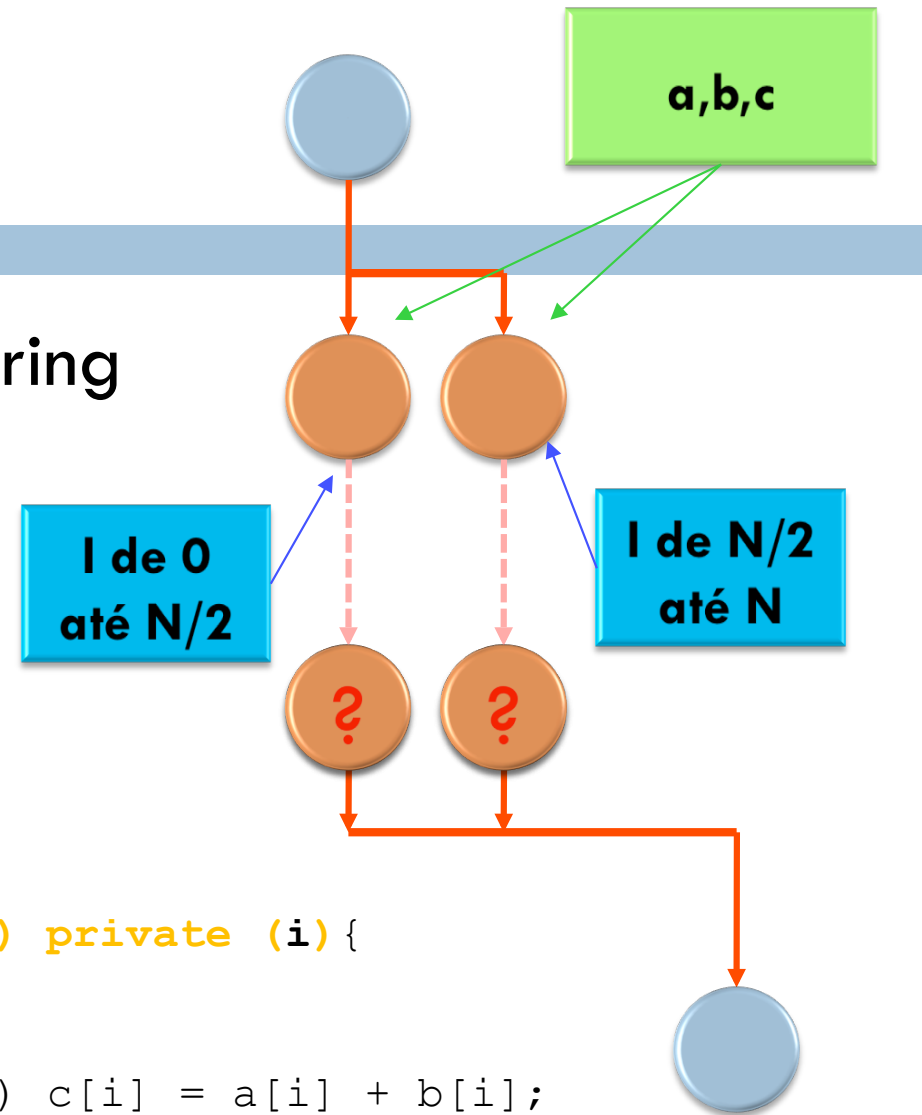 a,b,c
ring
I de 0
até N/2
I de N/2
até N
? ?
) private (i){
) c[i] = a[i] + b[i];